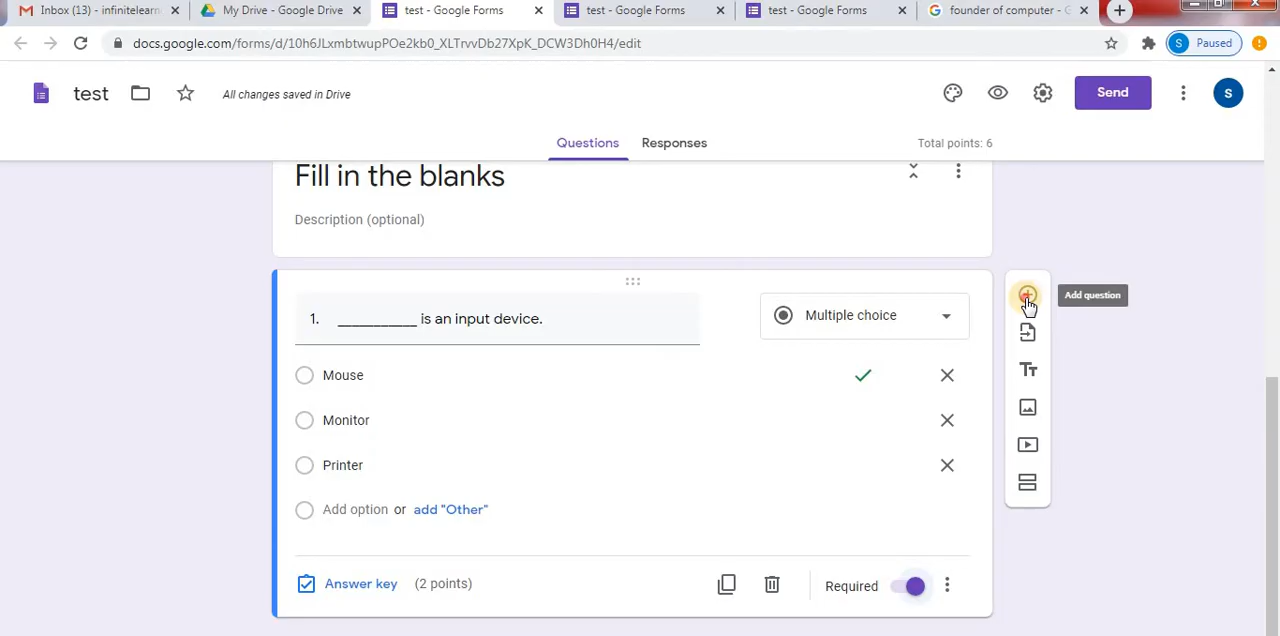 Inbox (13) - infinitelearn
My Drive - Google Drive
test - Google Forms
test - Google Forms
test - Google Forms
founder of computer - G
docs.google.com/forms/d/10h6JLxmbtwupPOe2kb0_XLTrvvDb27XpK_DCW3Dh0H4/edit
S
Paused
test
All changes saved in Drive
Send
S
Questions
Responses
Total points: 6
Fill in the blanks
Description (optional)
1. ___________ is an input device.
Multiple choice
Add question
Mouse
Monitor
Printer
Add option or add "Other"
Answer key (2 points)
Required